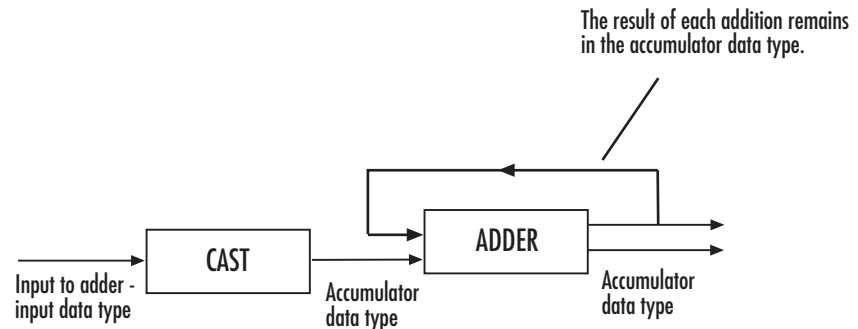 The result of each addition remains
in the accumulator data type.
CAST
ADDER
Input to adder -
input data type
Accumulator
data type
Accumulator
data type